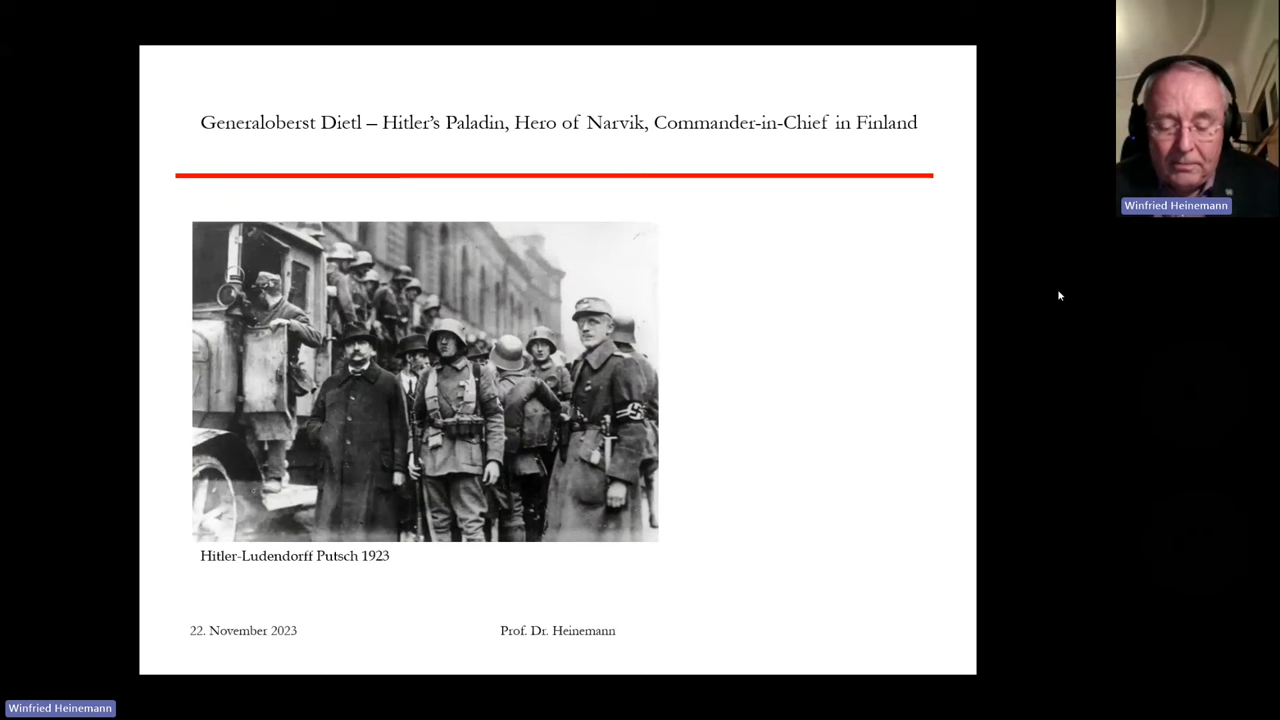 Generaloberst Dietl – Hitler's Paladin, Hero of Narvik, Commander-in-Chief in Finland
Winfried Heinemann
Hitler-Ludendorff Putsch 1923
22. November 2023
Prof. Dr. Heinemann
Winfried Heinemann